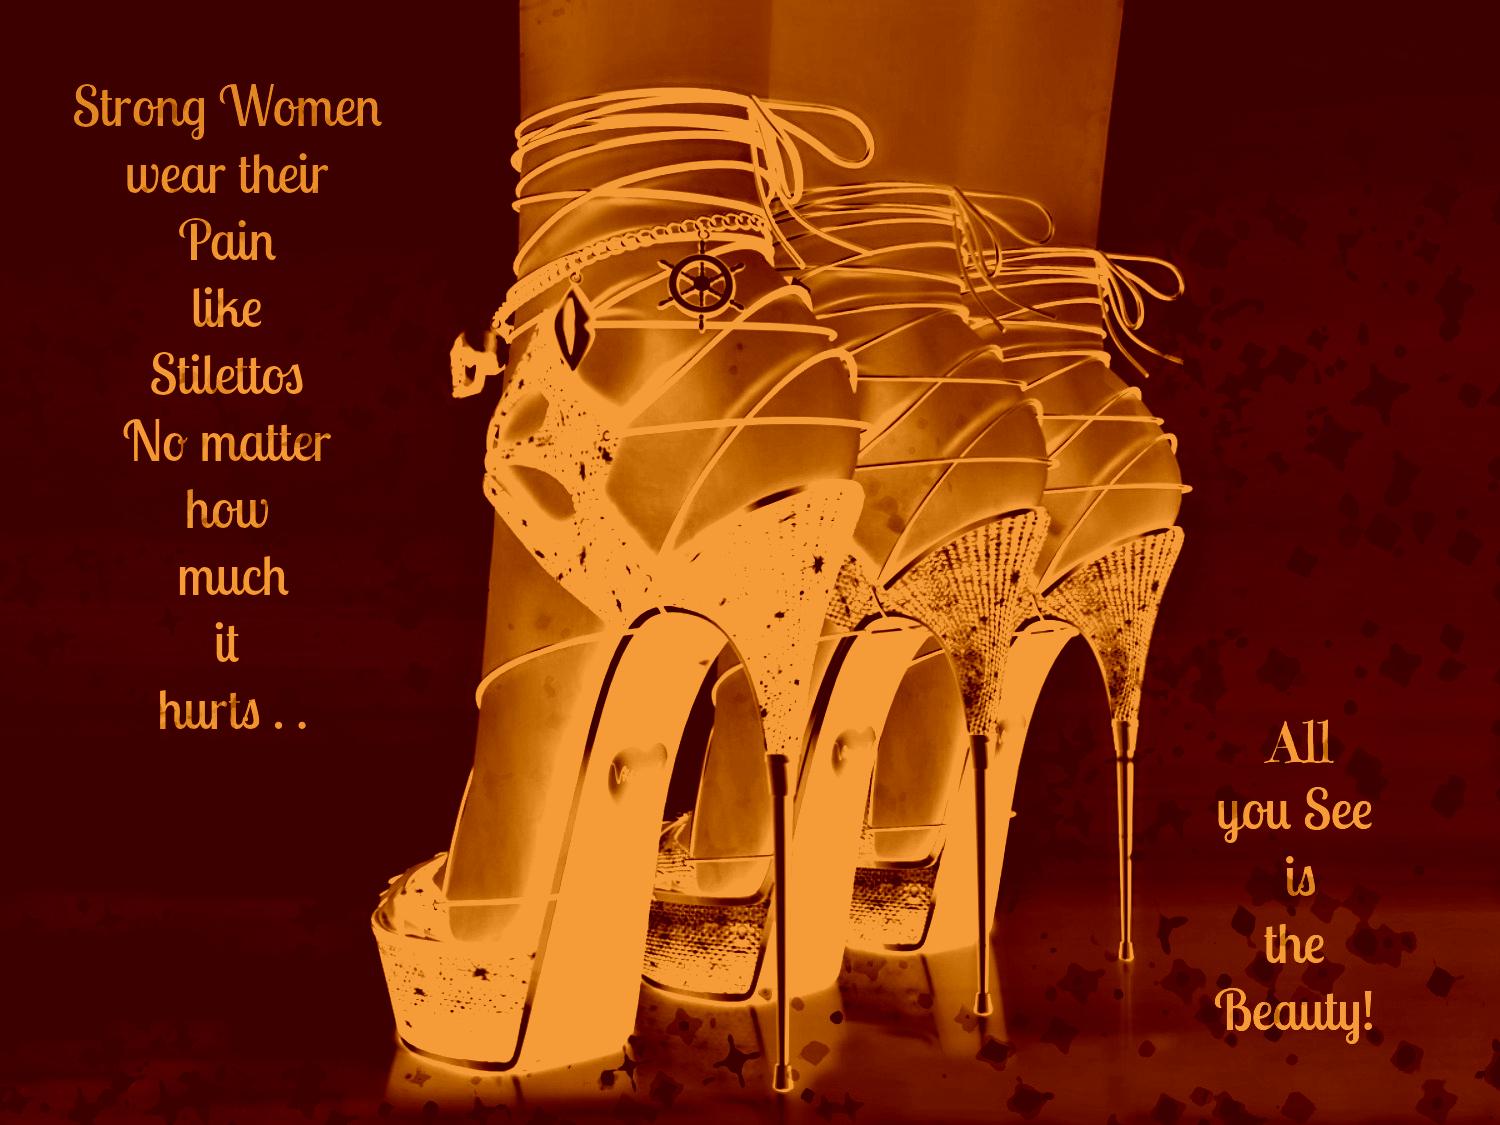 Strong Women
wear their
Pain
like
Stilettos
No matter
how
much
it
hurts . .
All
you See
is
the
Beauty!